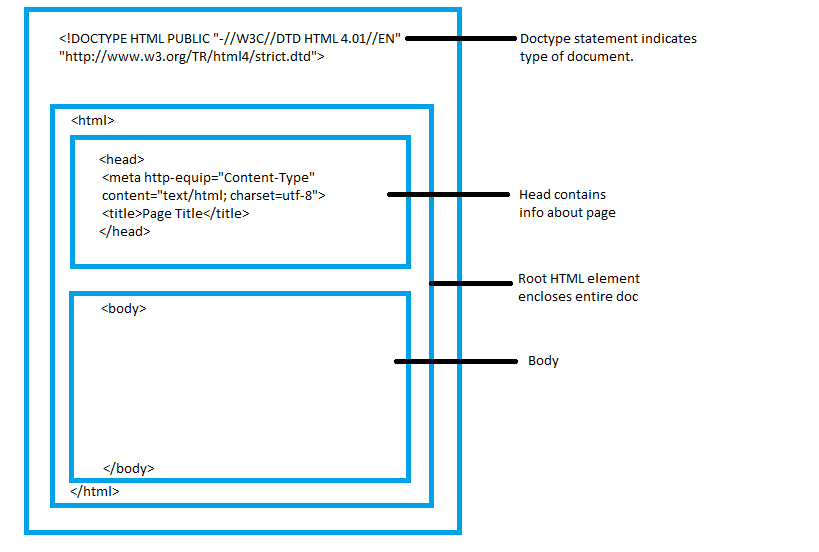 <!DOCTYPE HTML PUBLIC "-//W3C//DTD HTML 4.01//EN"
"http://www.w3.org/TR/html4/strict.dtd">
Doctype statement indicates
type of document.
<html>
<head>
<meta http-equip="Content-Type"
content="text/html; charset=utf-8">
<title>Page Title</title>
</head>
Head contains
info about page
Root HTML element
encloses entire doc
<body>
Body
</body>
</html>